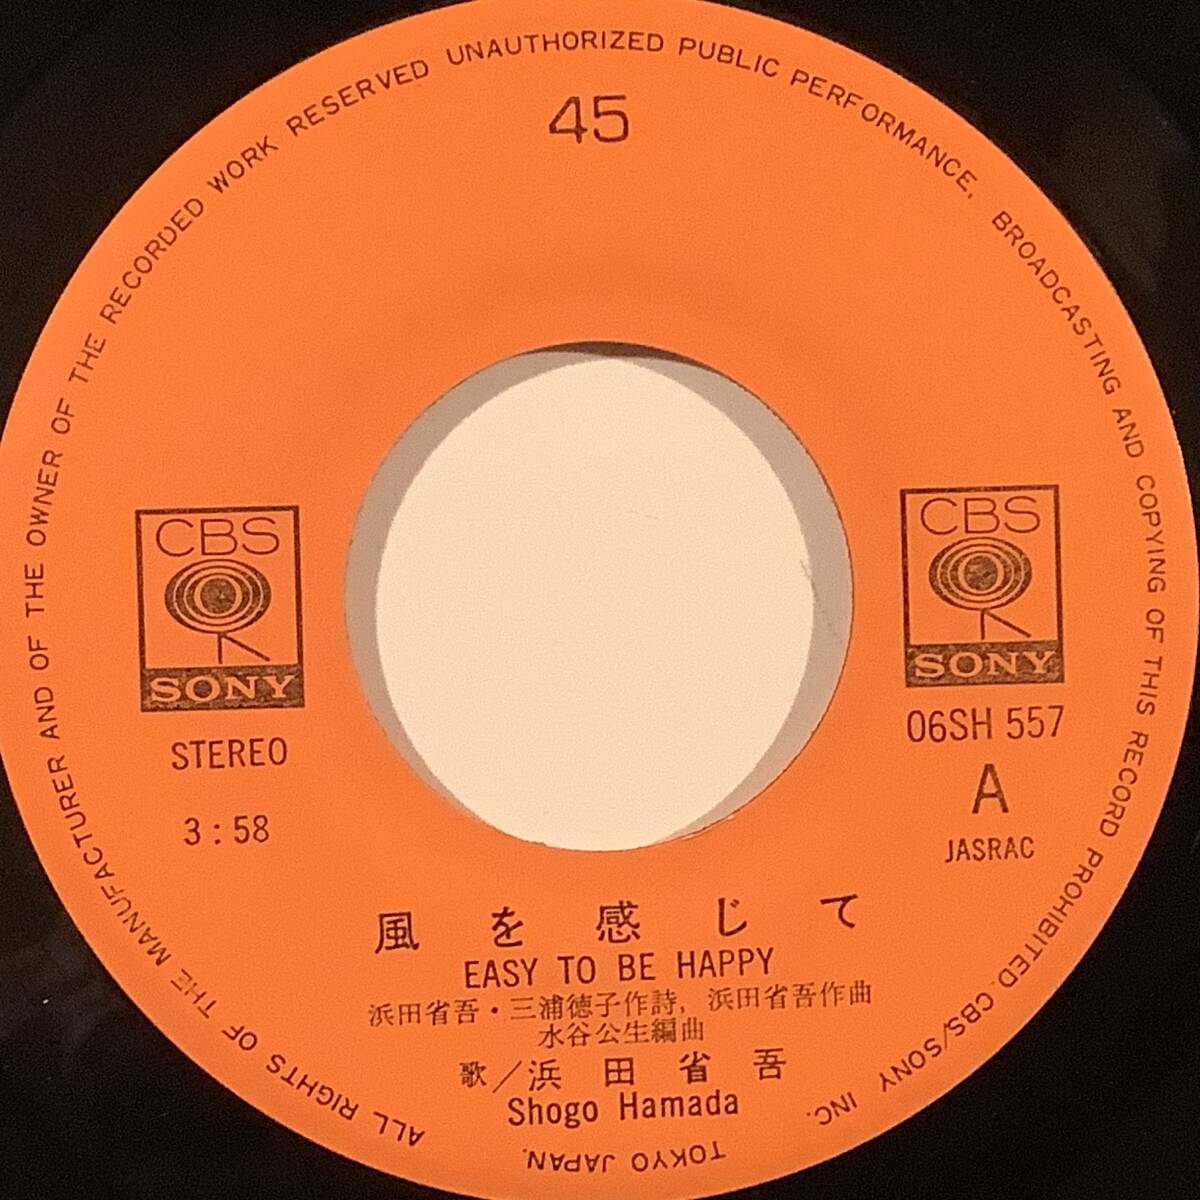 ALL RIGHTS OF THE MANUFACTURER AND OF THE OWNER OF THE RECORDED WORK RESERVED UNAUTHORIZED PUBLIC PERFORMANCE, BROADCASTING AND COPYING OF THIS RECORD PROHIBITED. CBS/SONY INC.
TOKYO JAPAN.
45
CBS
SONY
STEREO
3:58
CBS
SONY
06SH 557
A
JASRAC
風を感じて
EASY TO BE HAPPY
浜田省吾・三浦徳子作詩, 浜田省吾作曲
水谷公生編曲
歌/浜田省吾
Shogo Hamada